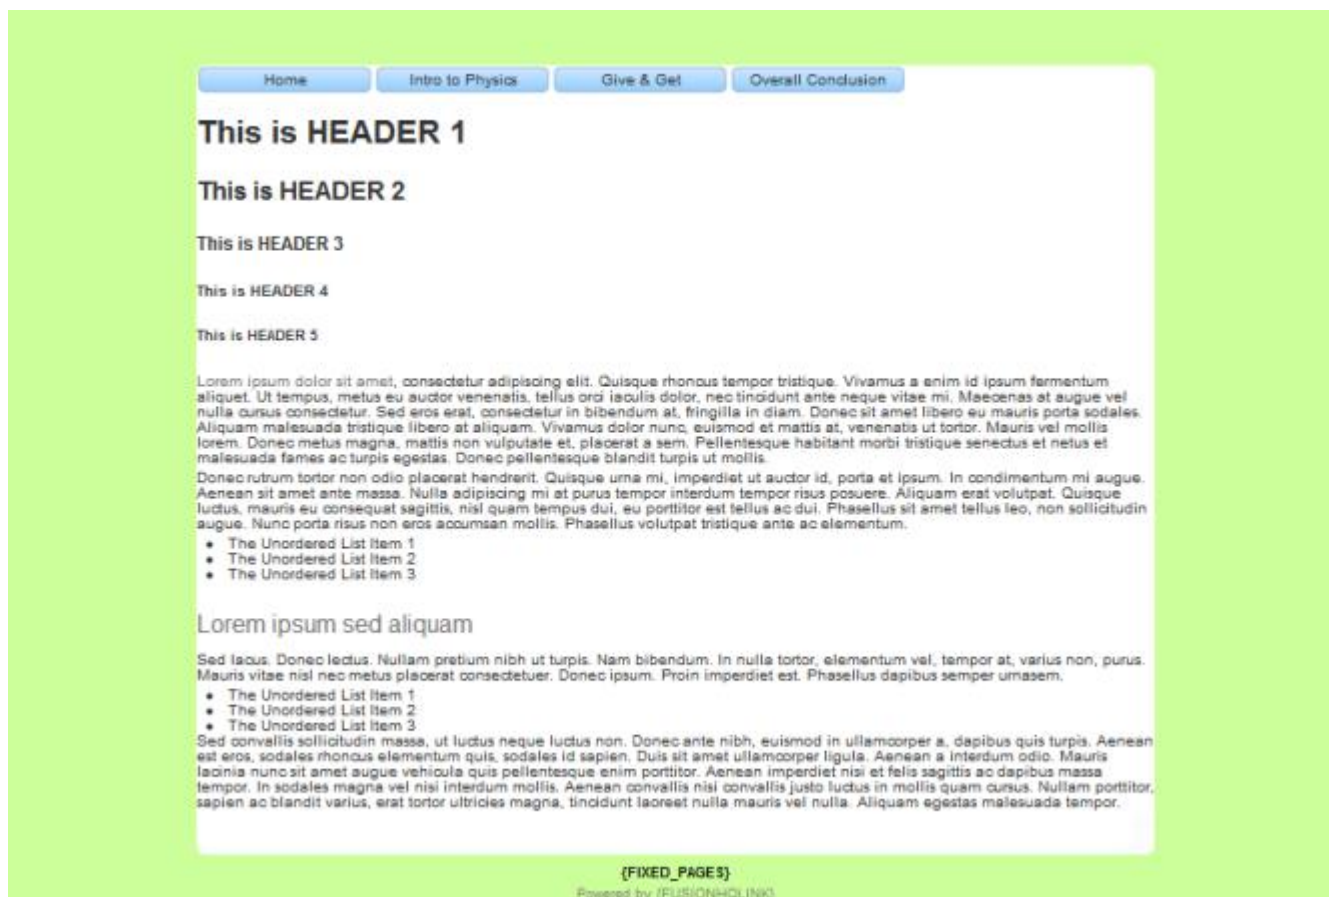 Home Intro to Physics Give & Get Overall Conclusion
This is HEADER 1
This is HEADER 2
This is HEADER 3
This is HEADER 4
This is HEADER 5
Lorem ipsum dolor sit amet, consectetur adipiscing elit. Quisque rhoncus tempor tristique. Vivamus a enim id ipsum fermentum
aliquet. Ut tempus, metus eu auctor venenatis, tellus orci iaculis dolor, nec tincidunt ante neque vitae mi. Maecenas at augue vel
nulla cursus consectetur. Sed eros erat, consectetur in bibendum at, fringilla in diam. Donec sit amet libero eu mauris porta sodales.
Aliquam malesuada tristique libero at aliquam. Vivamus dolor nunc, euismod et mattis at, venenatis ut tortor. Mauris vel mollis
lorem. Donec metus magna, mattis non vulputate et, placerat a sem. Pellentesque habitant morbi tristique senectus et netus et
malesuada fames ac turpis egestas. Donec pellentesque blandit turpis ut mollis.
Donec rutrum tortor non odio placerat hendrerit. Quisque urna mi, imperdiet ut auctor id, porta et ipsum. In condimentum mi augue.
Aenean sit amet ante massa. Nulla adipiscing mi at purus tempor interdum tempor risus posuere. Aliquam erat volutpat. Quisque
luctus, mauris eu consequat sagittis, nisl quam tempus dui, eu porttitor est tellus ac dui. Phasellus sit amet tellus leo, non sollicitudin
augue. Nunc porta risus non eros accumsan mollis. Phasellus volutpat tristique ante ac elementum.
• The Unordered List Item 1
• The Unordered List Item 2
• The Unordered List Item 3
Lorem ipsum sed aliquam
Sed lacus. Donec lectus. Nullam pretium nibh ut turpis. Nam bibendum. In nulla tortor, elementum vel, tempor at, varius non, purus.
Mauris vitae nisl nec metus placerat consectetuer. Donec ipsum. Proin imperdiet est. Phasellus dapibus semper urnasem.
• The Unordered List Item 1
• The Unordered List Item 2
• The Unordered List Item 3
Sed convallis sollicitudin massa, ut luctus neque luctus non. Donec ante nibh, euismod in ullamcorper a, dapibus quis turpis. Aenean
est eros, sodales rhoncus elementum quis, sodales id sapien. Duis sit amet ullamcorper ligula. Aenean a interdum odio. Mauris
lacinia nunc sit amet augue vehicula quis pellentesque enim porttitor. Aenean imperdiet nisi et felis sagittis ac dapibus massa
tempor. In sodales magna vel nisi interdum mollis. Aenean convallis nisi convallis justo luctus in mollis quam cursus. Nullam porttitor,
sapien ac blandit varius, erat tortor ultricies magna, tincidunt laoreet nulla mauris vel nulla. Aliquam egestas malesuada tempor.
{FIXED_PAGES}
Powered by {FUSIONHQLINK}